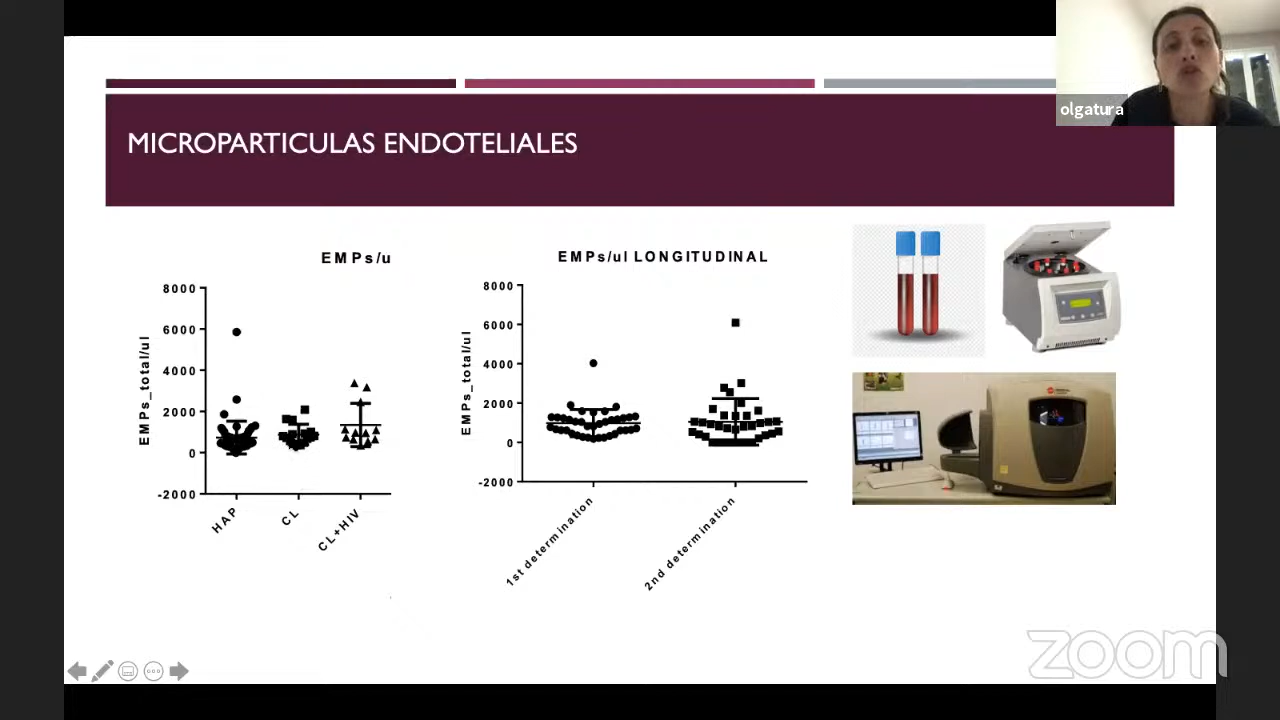 olgatura
MICROPARTICULAS ENDOTELIALES
EMPs/u
EMPs_total/ul
8000
6000
4000
2000
0
-2000
HAP
CL
CL+HIV
EMPs/ul LONGITUDINAL
EMPs_total/ul
8000
6000
4000
2000
0
-2000
1st determination
2nd determination
zoom